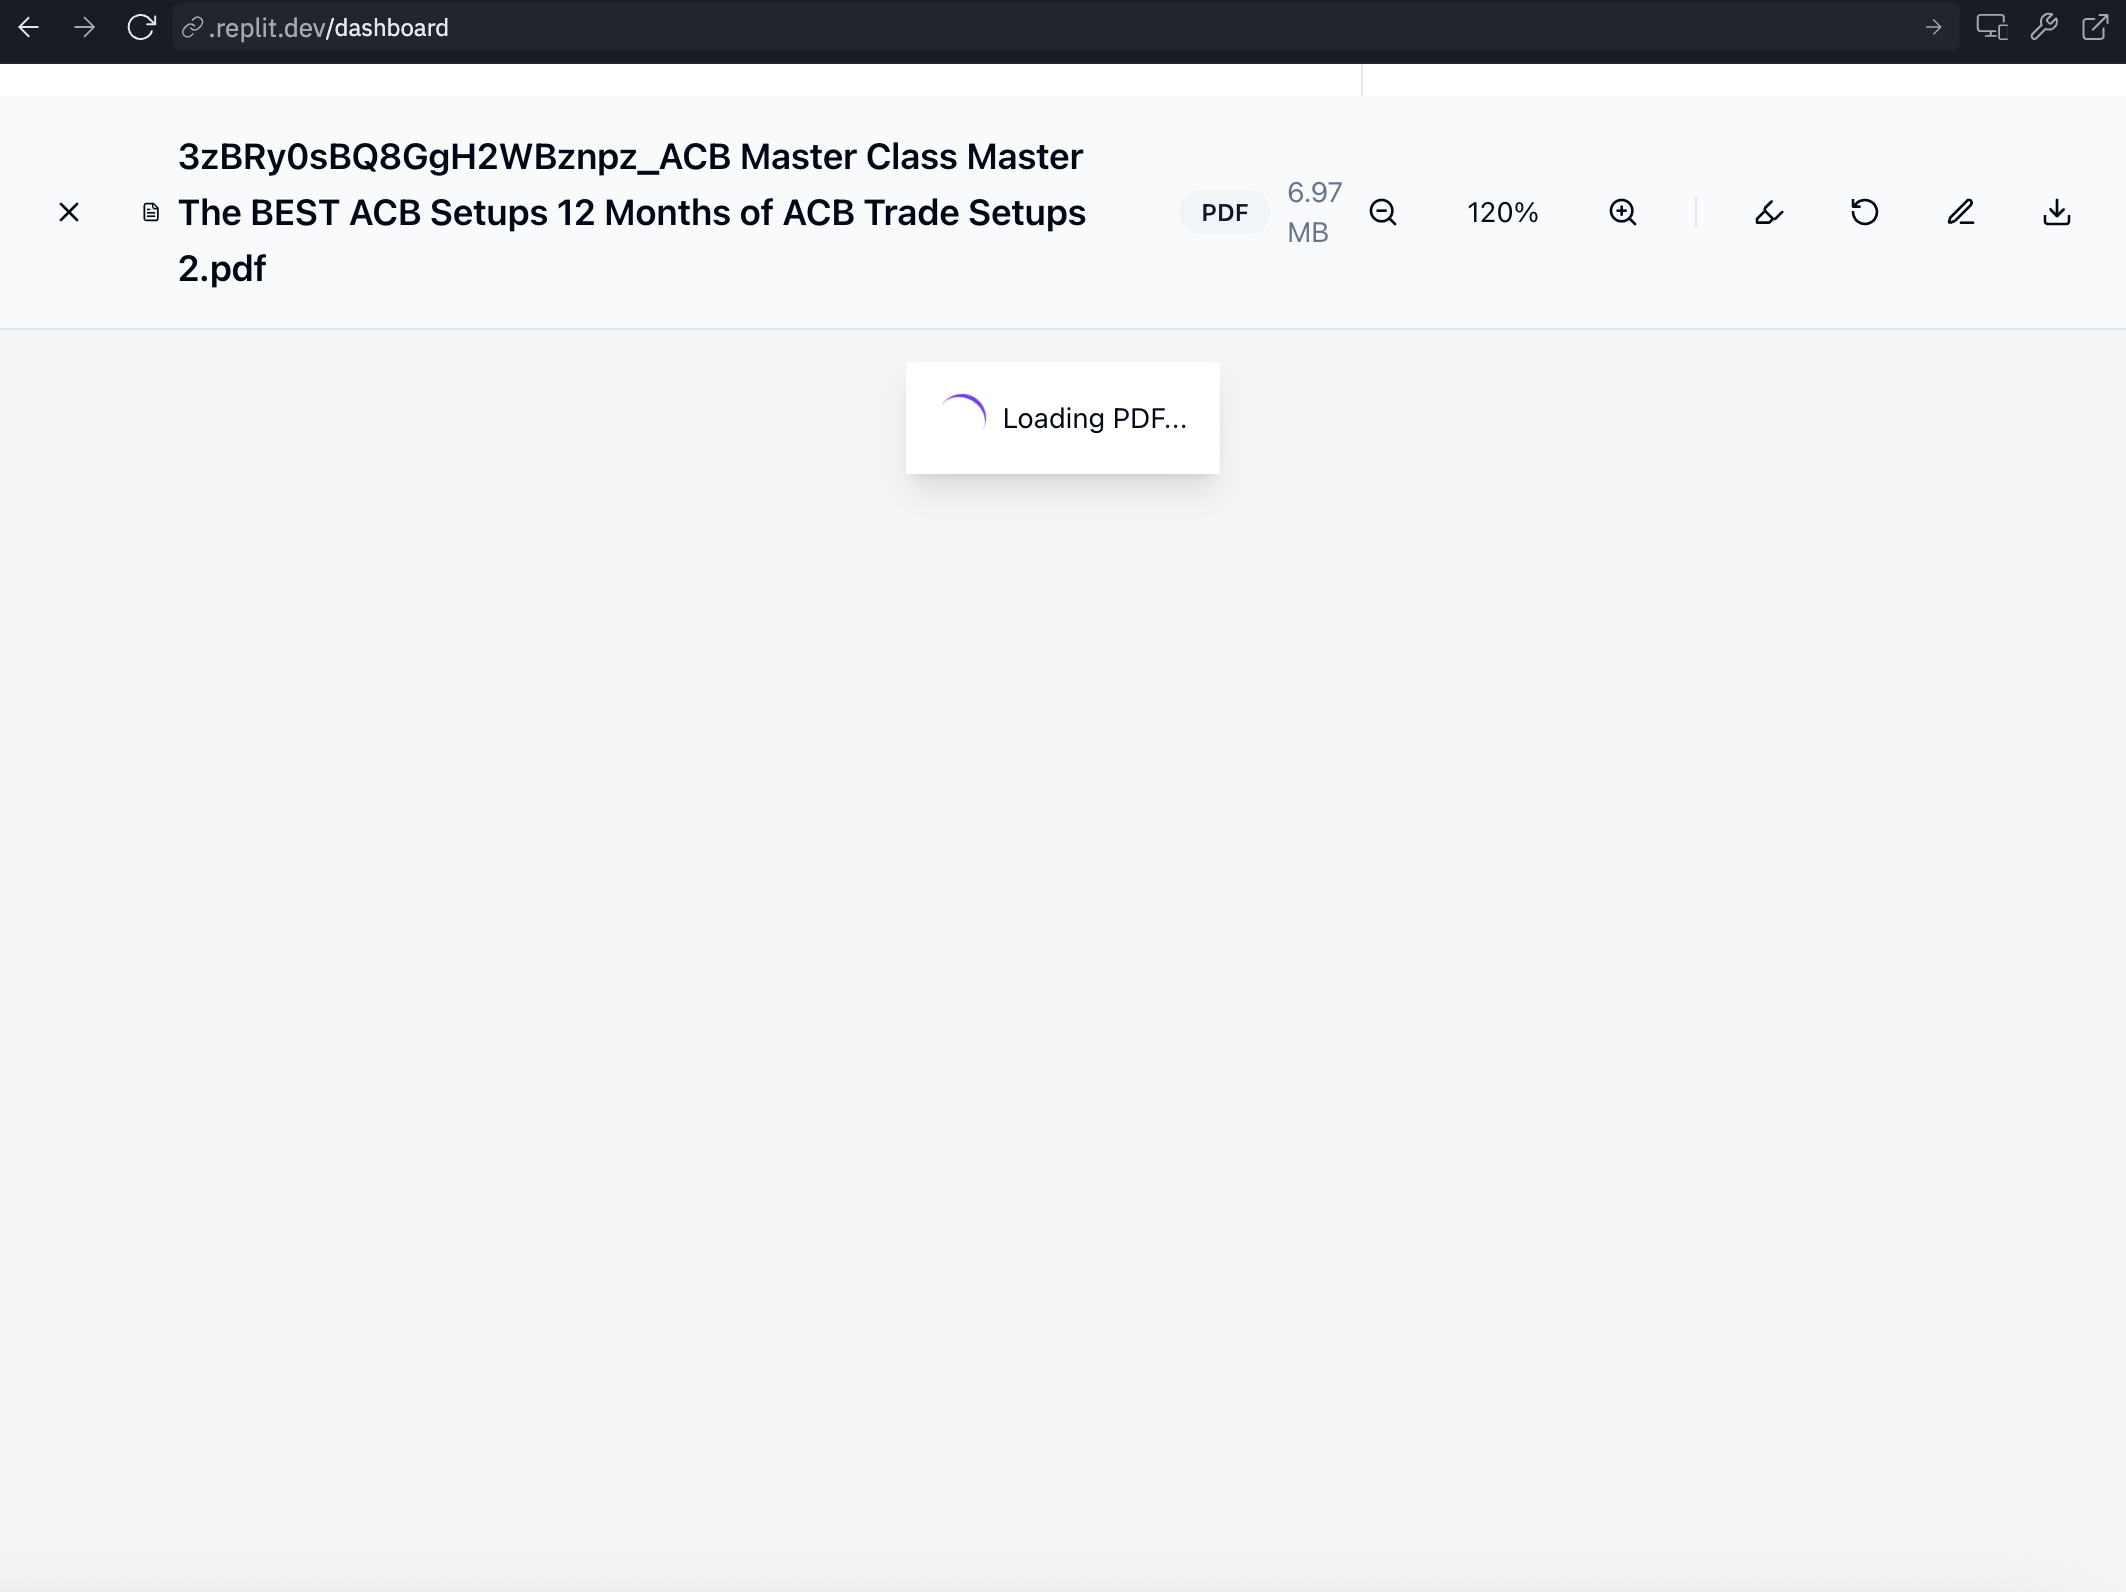 .replit.dev/dashboard
3zBRy0sBQ8GgH2WBznpz_ACB Master Class Master
The BEST ACB Setups 12 Months of ACB Trade Setups
2.pdf
PDF
6.97
MB
120%
Loading PDF...